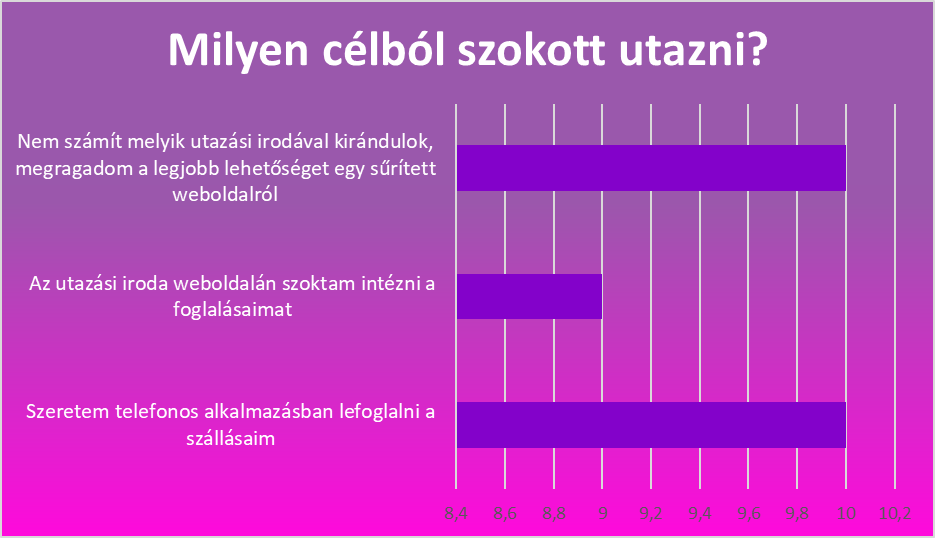 Milyen célból szokott utazni?
Nem számít melyik utazási irodával kirándulok,
megragadom a legjobb lehetőséget egy sűrített
weboldalról
Az utazási iroda weboldalán szoktam intézni a
foglalásaimat
Szeretem telefonos alkalmazásban lefoglalni a
szállásaim
8,4 8,6 8,8 9 9,2 9,4 9,6 9,8 10 10,2